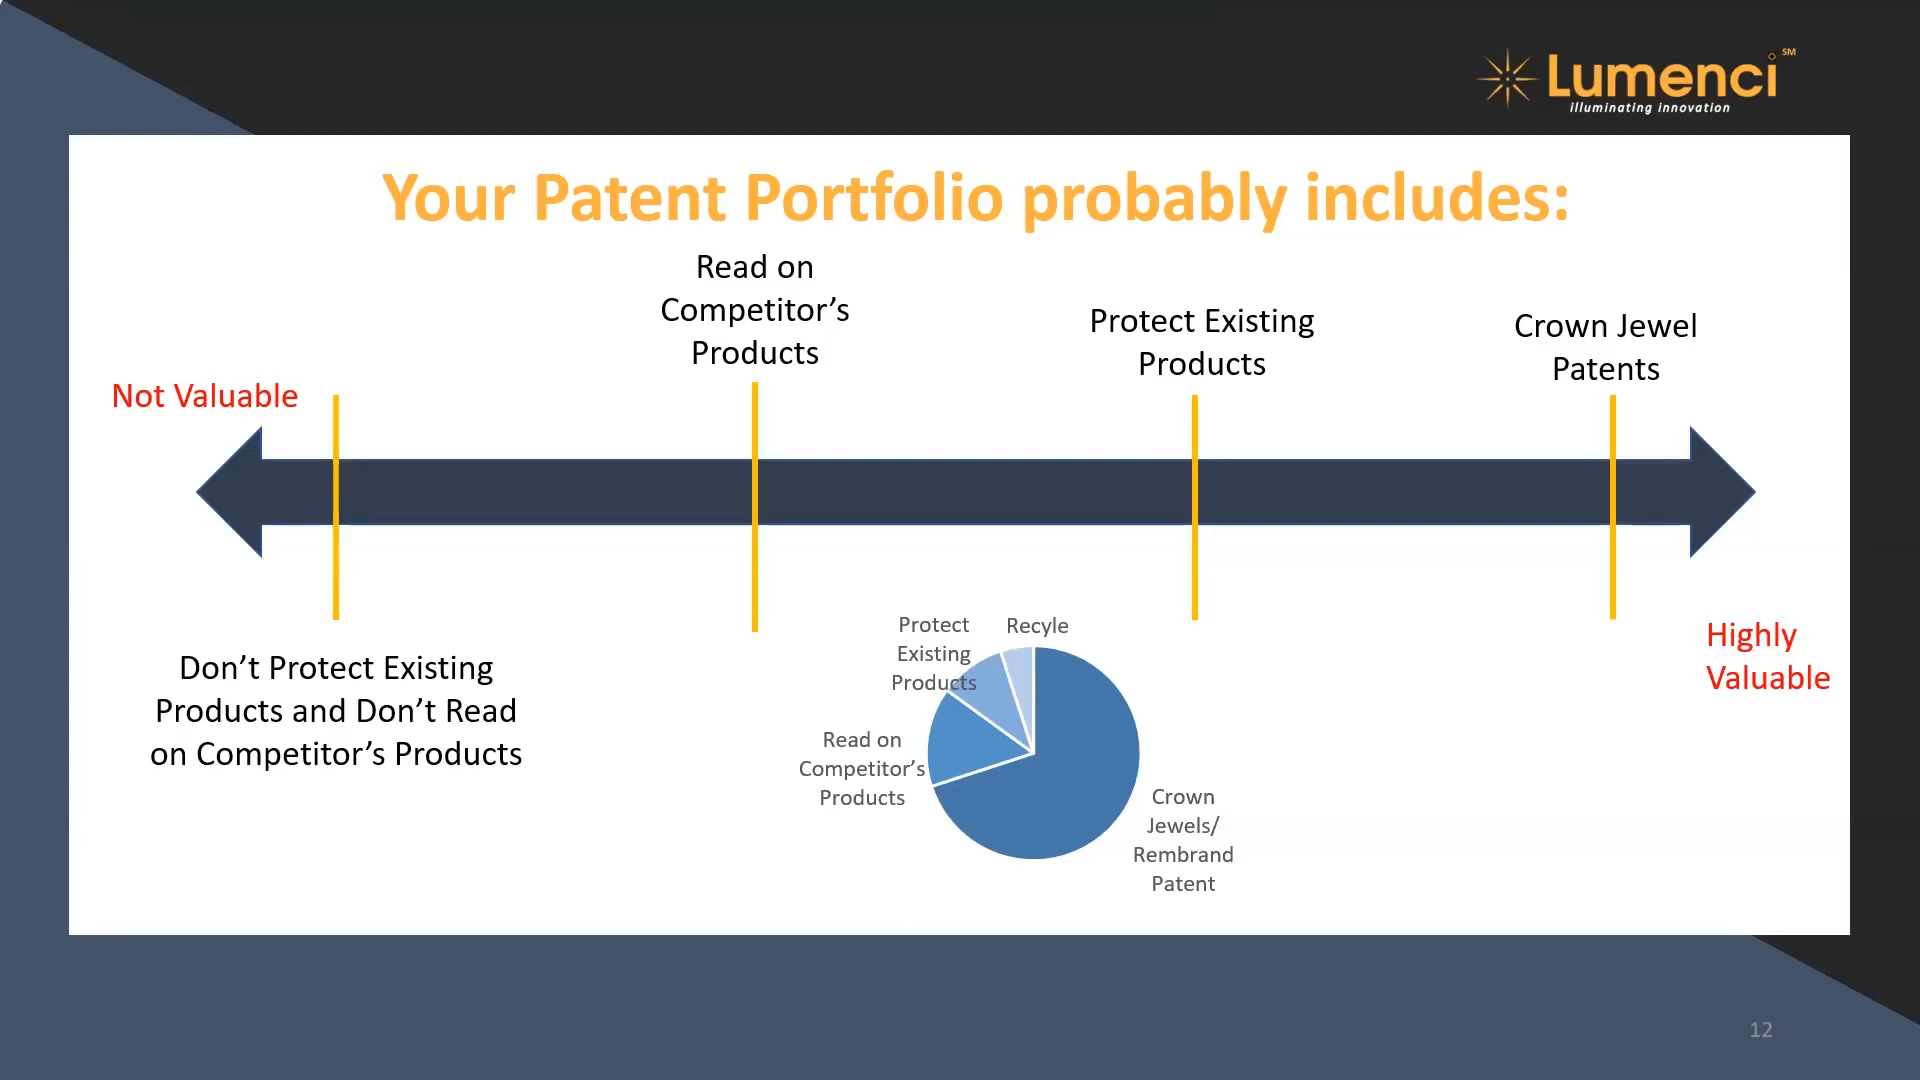 Lumenci SM
illuminating innovation
Your Patent Portfolio probably includes:
Read on
Competitor’s
Products
Protect Existing
Products
Crown Jewel
Patents
Not Valuable
Highly
Valuable
Don’t Protect Existing
Products and Don’t Read
on Competitor’s Products
Protect
Existing
Products
Recyle
Read on
Competitor’s
Products
Crown
Jewels/
Rembrand
Patent
12